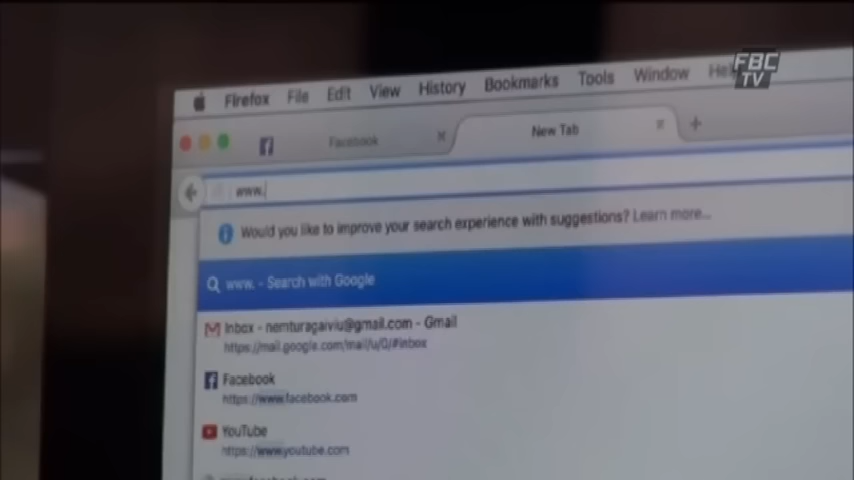 FBC
TV
Firefox File Edit View History Bookmarks Tools Window
Facebook
New Tab
www.
Would you like to improve your search experience with suggestions? Learn more...
www. - Search with Google
Inbox - nemturagaiviu@gmail.com - Gmail
https://mail.google.com/mail/u/0/#inbox
Facebook
https://www.facebook.com
YouTube
https://www.youtube.com